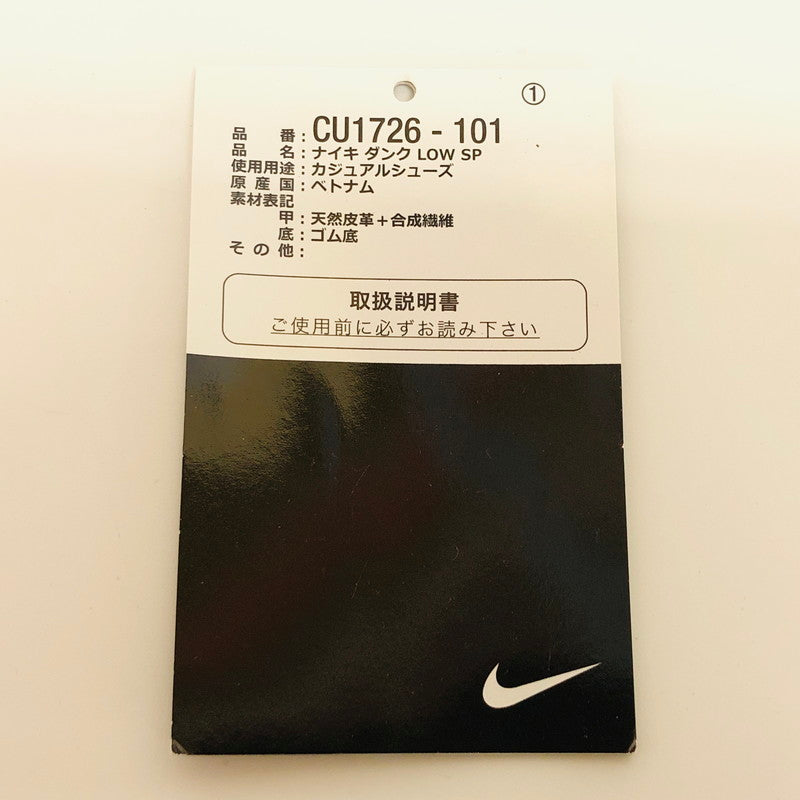 ①
品番：CU1726 - 101
品名：ナイキ ダンク LOW SP
使用用途：カジュアルシューズ
原産国：ベトナム
素材表記
甲：天然皮革＋合成繊維
底：ゴム底
その他：
取扱説明書
ご使用前に必ずお読み下さい